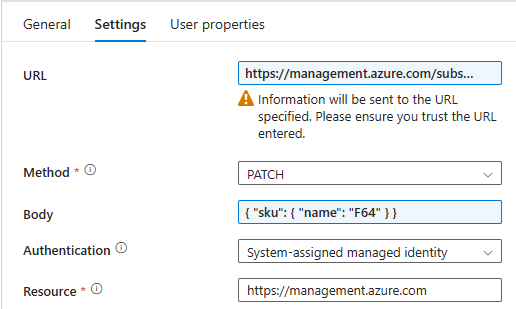 General Settings User properties
URL https://management.azure.com/subs...
Information will be sent to the URL
specified. Please ensure you trust the URL
entered.
Method * PATCH
Body { "sku": { "name": "F64" } }
Authentication System-assigned managed identity
Resource * https://management.azure.com